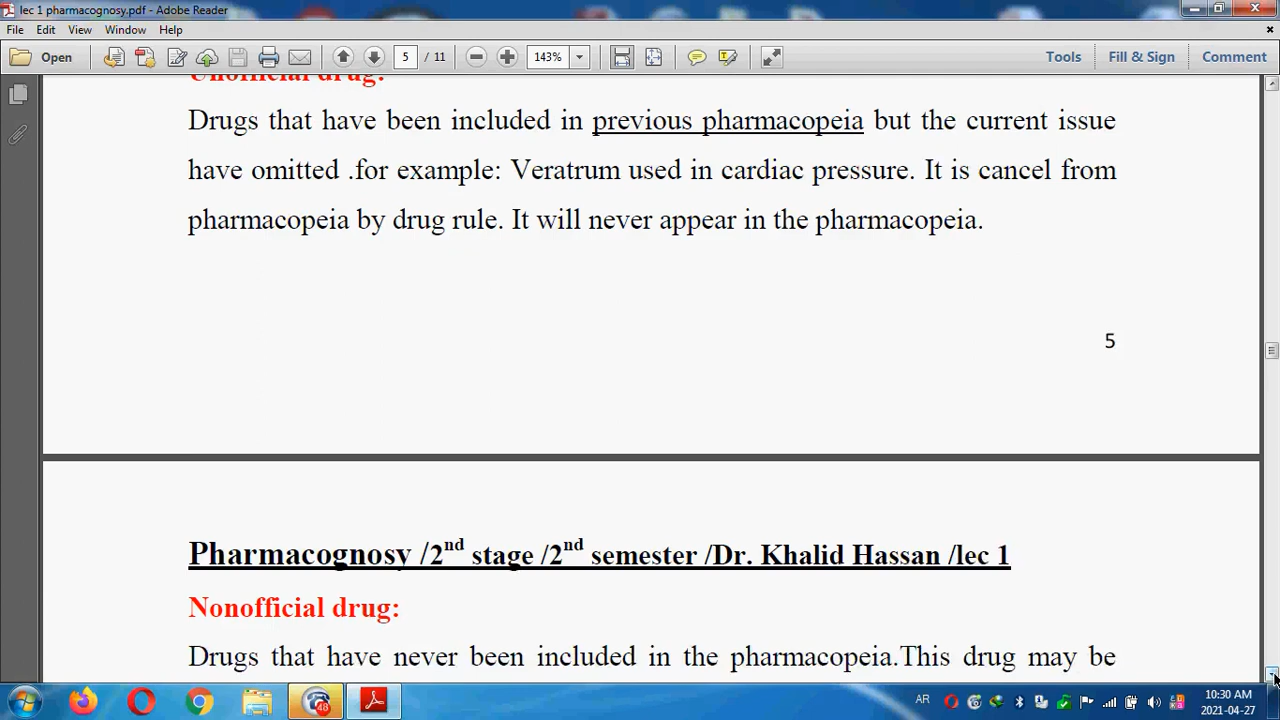 lec 1 pharmacognosy.pdf - Adobe Reader
File Edit View Window Help
Open 5 / 11 143% Tools Fill & Sign Comment
Unofficial drug:
Drugs that have been included in previous pharmacopeia but the current issue
have omitted .for example: Veratrum used in cardiac pressure. It is cancel from
pharmacopeia by drug rule. It will never appear in the pharmacopeia.
5
Pharmacognosy /2nd stage /2nd semester /Dr. Khalid Hassan /lec 1
Nonofficial drug:
Drugs that have never been included in the pharmacopeia.This drug may be
48 AR 10:30 AM
2021-04-27